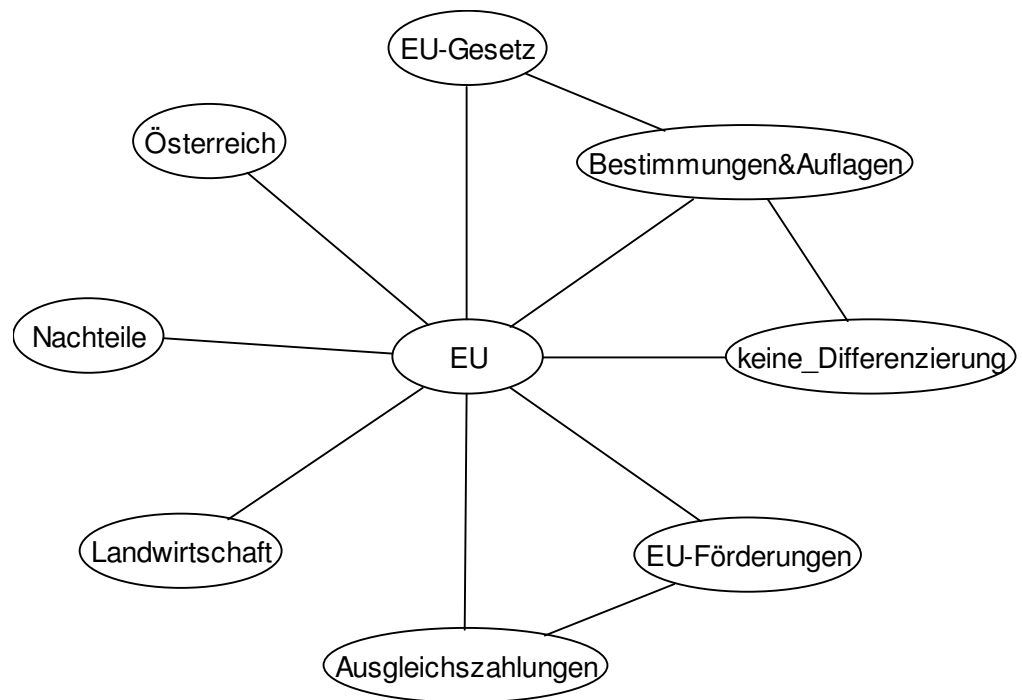 EU-Gesetz
Österreich
Bestimmungen&Auflagen
Nachteile
EU
keine_Differenzierung
Landwirtschaft
EU-Förderungen
Ausgleichszahlungen